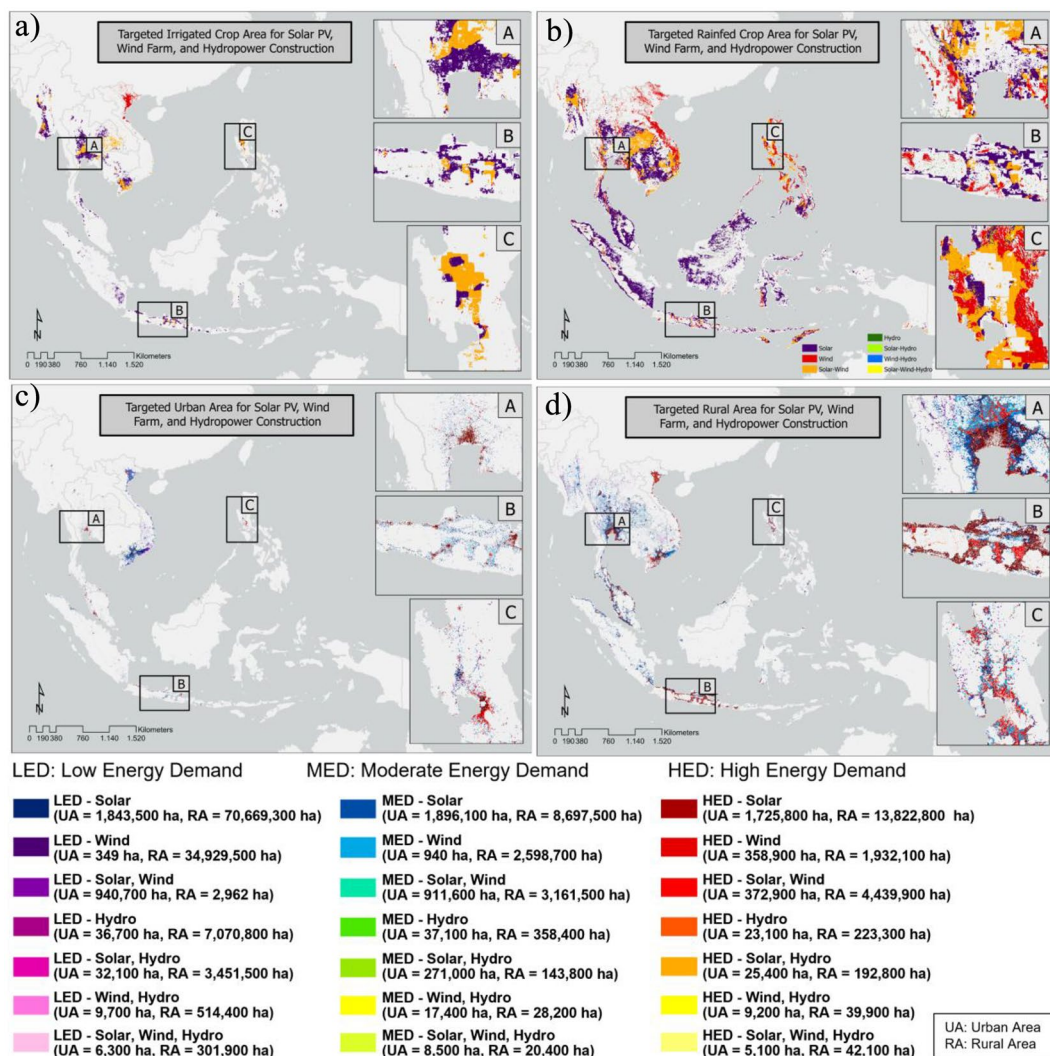 a)
Targeted Irrigated Crop Area for Solar PV,
Wind Farm, and Hydropower Construction
A
B
C
A
B
C
N
Kilometers
0 190 380 760 1.140 1.520
b)
Targeted Rainfed Crop Area for Solar PV,
Wind Farm, and Hydropower Construction
A
B
C
A
B
C
N
Kilometers
0 190 380 760 1.140 1.520
Hydro
Solar
Solar-Hydro
Wind
Wind-Hydro
Solar-Wind
Solar-Wind-Hydro
c)
Targeted Urban Area for Solar PV, Wind
Farm, and Hydropower Construction
A
B
C
A
B
C
N
Kilometers
0 190 380 760 1.140 1.520
d)
Targeted Rural Area for Solar PV, Wind
Farm, and Hydropower Construction
A
B
C
A
B
C
N
Kilometers
0 190 380 760 1.140 1.520
LED: Low Energy Demand
LED - Solar
(UA = 1,843,500 ha, RA = 70,669,300 ha)
LED - Wind
(UA = 349 ha, RA = 34,929,500 ha)
LED - Solar, Wind
(UA = 940,700 ha, RA = 2,962 ha)
LED - Hydro
(UA = 36,700 ha, RA = 7,070,800 ha)
LED - Solar, Hydro
(UA = 32,100 ha, RA = 3,451,500 ha)
LED - Wind, Hydro
(UA = 9,700 ha, RA = 514,400 ha)
LED - Solar, Wind, Hydro
(UA = 6,300 ha, RA = 301,900 ha)
MED: Moderate Energy Demand
MED - Solar
(UA = 1,896,100 ha, RA = 8,697,500 ha)
MED - Wind
(UA = 940 ha, RA = 2,598,700 ha)
MED - Solar, Wind
(UA = 911,600 ha, RA = 3,161,500 ha)
MED - Hydro
(UA = 37,100 ha, RA = 358,400 ha)
MED - Solar, Hydro
(UA = 271,000 ha, RA = 143,800 ha)
MED - Wind, Hydro
(UA = 17,400 ha, RA = 28,200 ha)
MED - Solar, Wind, Hydro
(UA = 8,500 ha, RA = 20,400 ha)
HED: High Energy Demand
HED - Solar
(UA = 1,725,800 ha, RA = 13,822,800 ha)
HED - Wind
(UA = 358,900 ha, RA = 1,932,100 ha)
HED - Solar, Wind
(UA = 372,900 ha, RA = 4,439,900 ha)
HED - Hydro
(UA = 23,100 ha, RA = 223,300 ha)
HED - Solar, Hydro
(UA = 25,400 ha, RA = 192,800 ha)
HED - Wind, Hydro
(UA = 9,200 ha, RA = 39,900 ha)
HED - Solar, Wind, Hydro
(UA = 5,100 ha, RA = 42,100 ha)
UA: Urban Area
RA: Rural Area